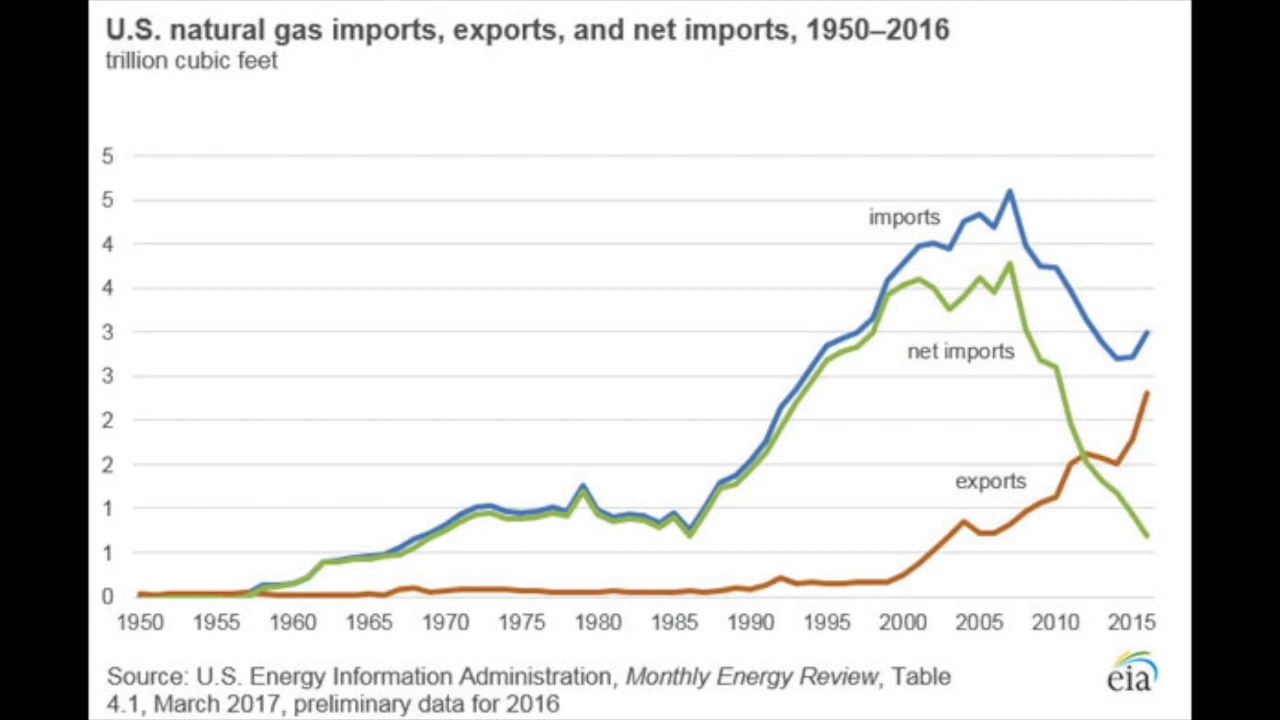 U.S. natural gas imports, exports, and net imports, 1950–2016
trillion cubic feet
5
5
imports
4
4
3
net imports
3
2
2
exports
1
1
0
1950 1955 1960 1965 1970 1975 1980 1985 1990 1995 2000 2005 2010 2015
Source: U.S. Energy Information Administration, Monthly Energy Review, Table
4.1, March 2017, preliminary data for 2016
eia